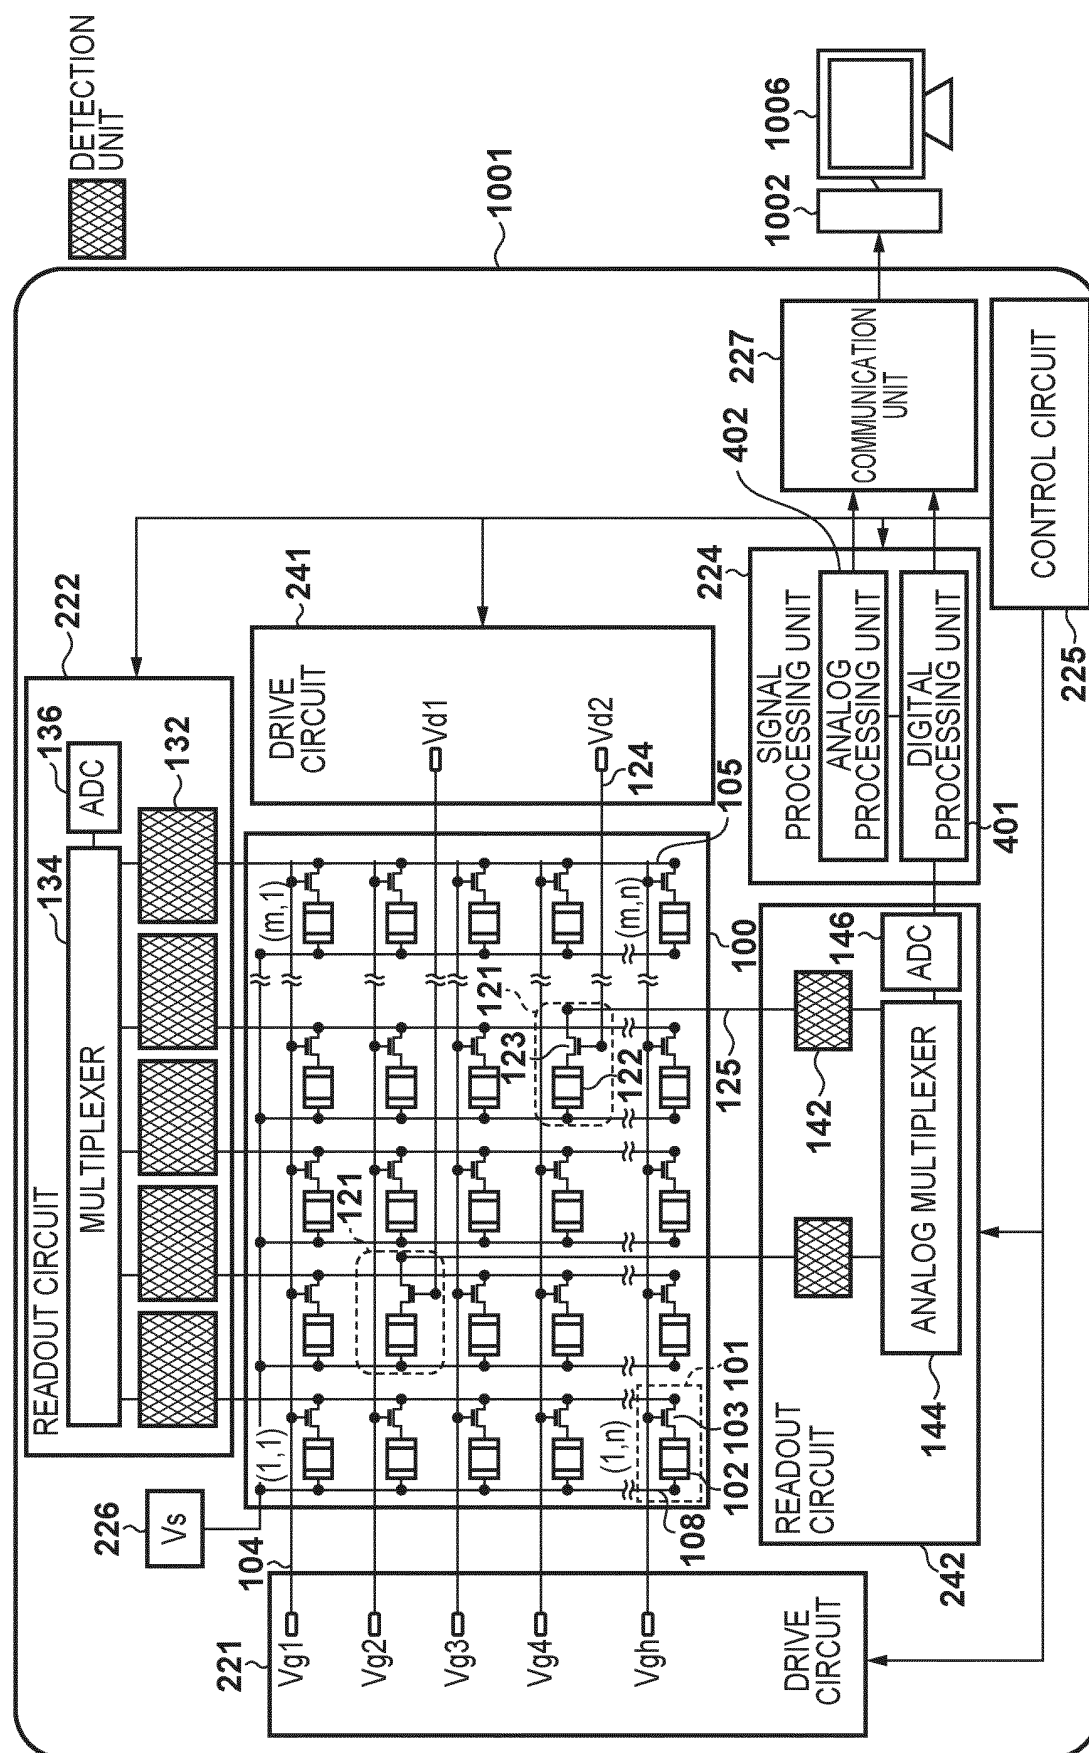 DETECTION
UNIT
1001
1002
1006
222
READOUT CIRCUIT
134
MULTIPLEXER
136
ADC
132
226
Vs
104
221
Vg1
Vg2
Vg3
Vg4
Vgh
DRIVE
CIRCUIT
(1,1)
(m,1)
(1,n)
(m,n)
121
121
123
122
101
102
103
108
100
105
241
DRIVE
CIRCUIT
Vd1
Vd2
124
125
242
READOUT
CIRCUIT
142
144
ANALOG MULTIPLEXER
146
ADC
224
SIGNAL
PROCESSING UNIT
402
ANALOG
PROCESSING UNIT
DIGITAL
PROCESSING UNIT
401
227
COMMUNICATION
UNIT
225
CONTROL CIRCUIT